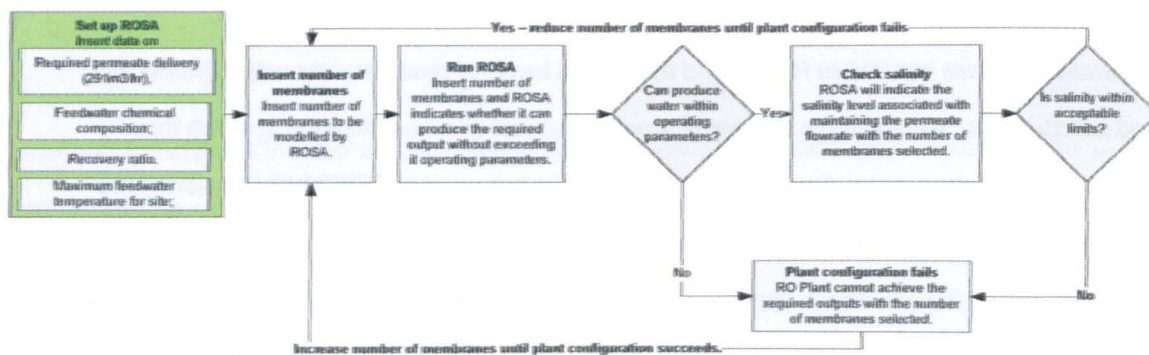 Set up ROSA
Insert data on
Required permeate delivery
Feedwater chemical
composition;
Recovery ratio.
Maximum feedwater
temperature for site;
Insert number of
membranes
Insert number of
membranes to be
modelled by
ROSA.
Run ROSA
Insert number of
membranes and ROSA
indicates whether it can
produce the required
output without exceeding
it operating parameters.
Can produce
water within
operating
parameters?
Yes
Check salinity
ROSA will indicate the
salinity level associated with
maintaining the permeate
flowrate with the number of
membranes selected.
Is salinity within
acceptable
limits?
Yes – reduce number of membranes until plant configuration fails
No
Plant configuration fails
RO Plant cannot achieve the
required outputs with the number
of membranes selected.
No
Increase number of membranes until plant configuration succeeds.